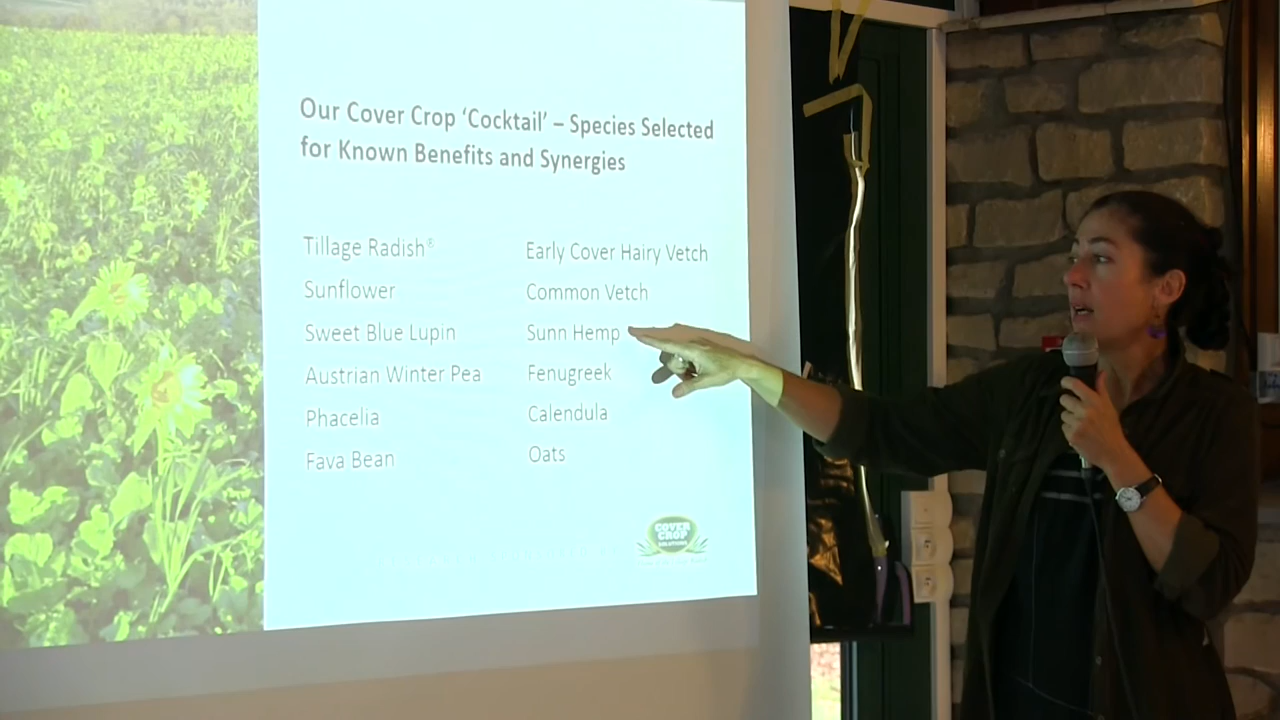 Our Cover Crop ‘Cocktail’ – Species Selected
for Known Benefits and Synergies
Tillage Radish®
Sunflower
Sweet Blue Lupin
Austrian Winter Pea
Phacelia
Fava Bean
Early Cover Hairy Vetch
Common Vetch
Sunn Hemp
Fenugreek
Calendula
Oats
COVER
CROP
SOLUTIONS